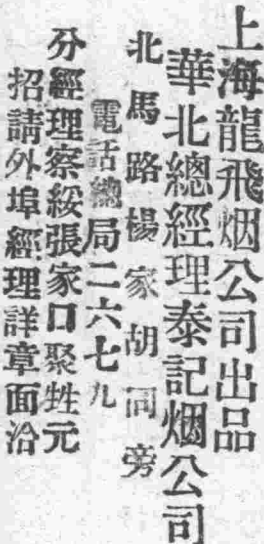 上海龍飛烟公司出品
華北總經理泰記烟公司
北馬路楊家胡同旁
電話總局二六七九
分經理察綏張家口聚甡元
招請外埠經理詳章面洽